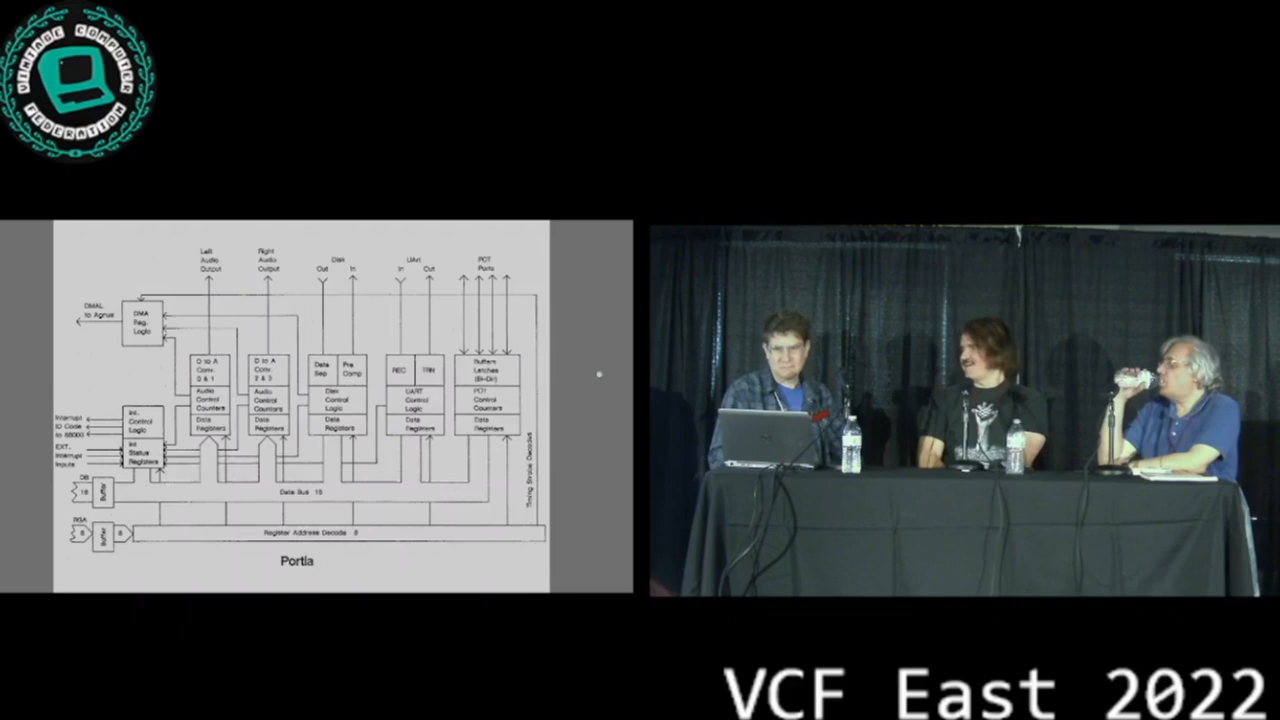 VINTAGE COMPUTER
FEDERATION
Left
Audio
Output
Right
Audio
Output
Disk
Out In
UArt
In Out
POT
Ports
DMAL
to Agnus
DMA
Req.
Logic
D to A
Conv.
0 & 1
Audio
Control
Counters
Data
Registers
D to A
Conv.
2 & 3
Audio
Control
Counters
Data
Registers
Data
Sep
Pre
Comp
Disk
Control
Logic
Data
Registers
REC TRN
UART
Control
Logic
Data
Registers
Buffers
Latches
(Bi-Dir)
POT
Control
Counters
Data
Registers
Interrupt
ID Code
to 68000
EXT.
Interrupt
Inputs
Int.
Control
Logic
Int
Status
Registers
Timing Strobe Decodes
DB
16
Buffer
Data Bus 16
RGA
8
Buffer
8
Register Address Decode 8
Portia
VCF East 2022